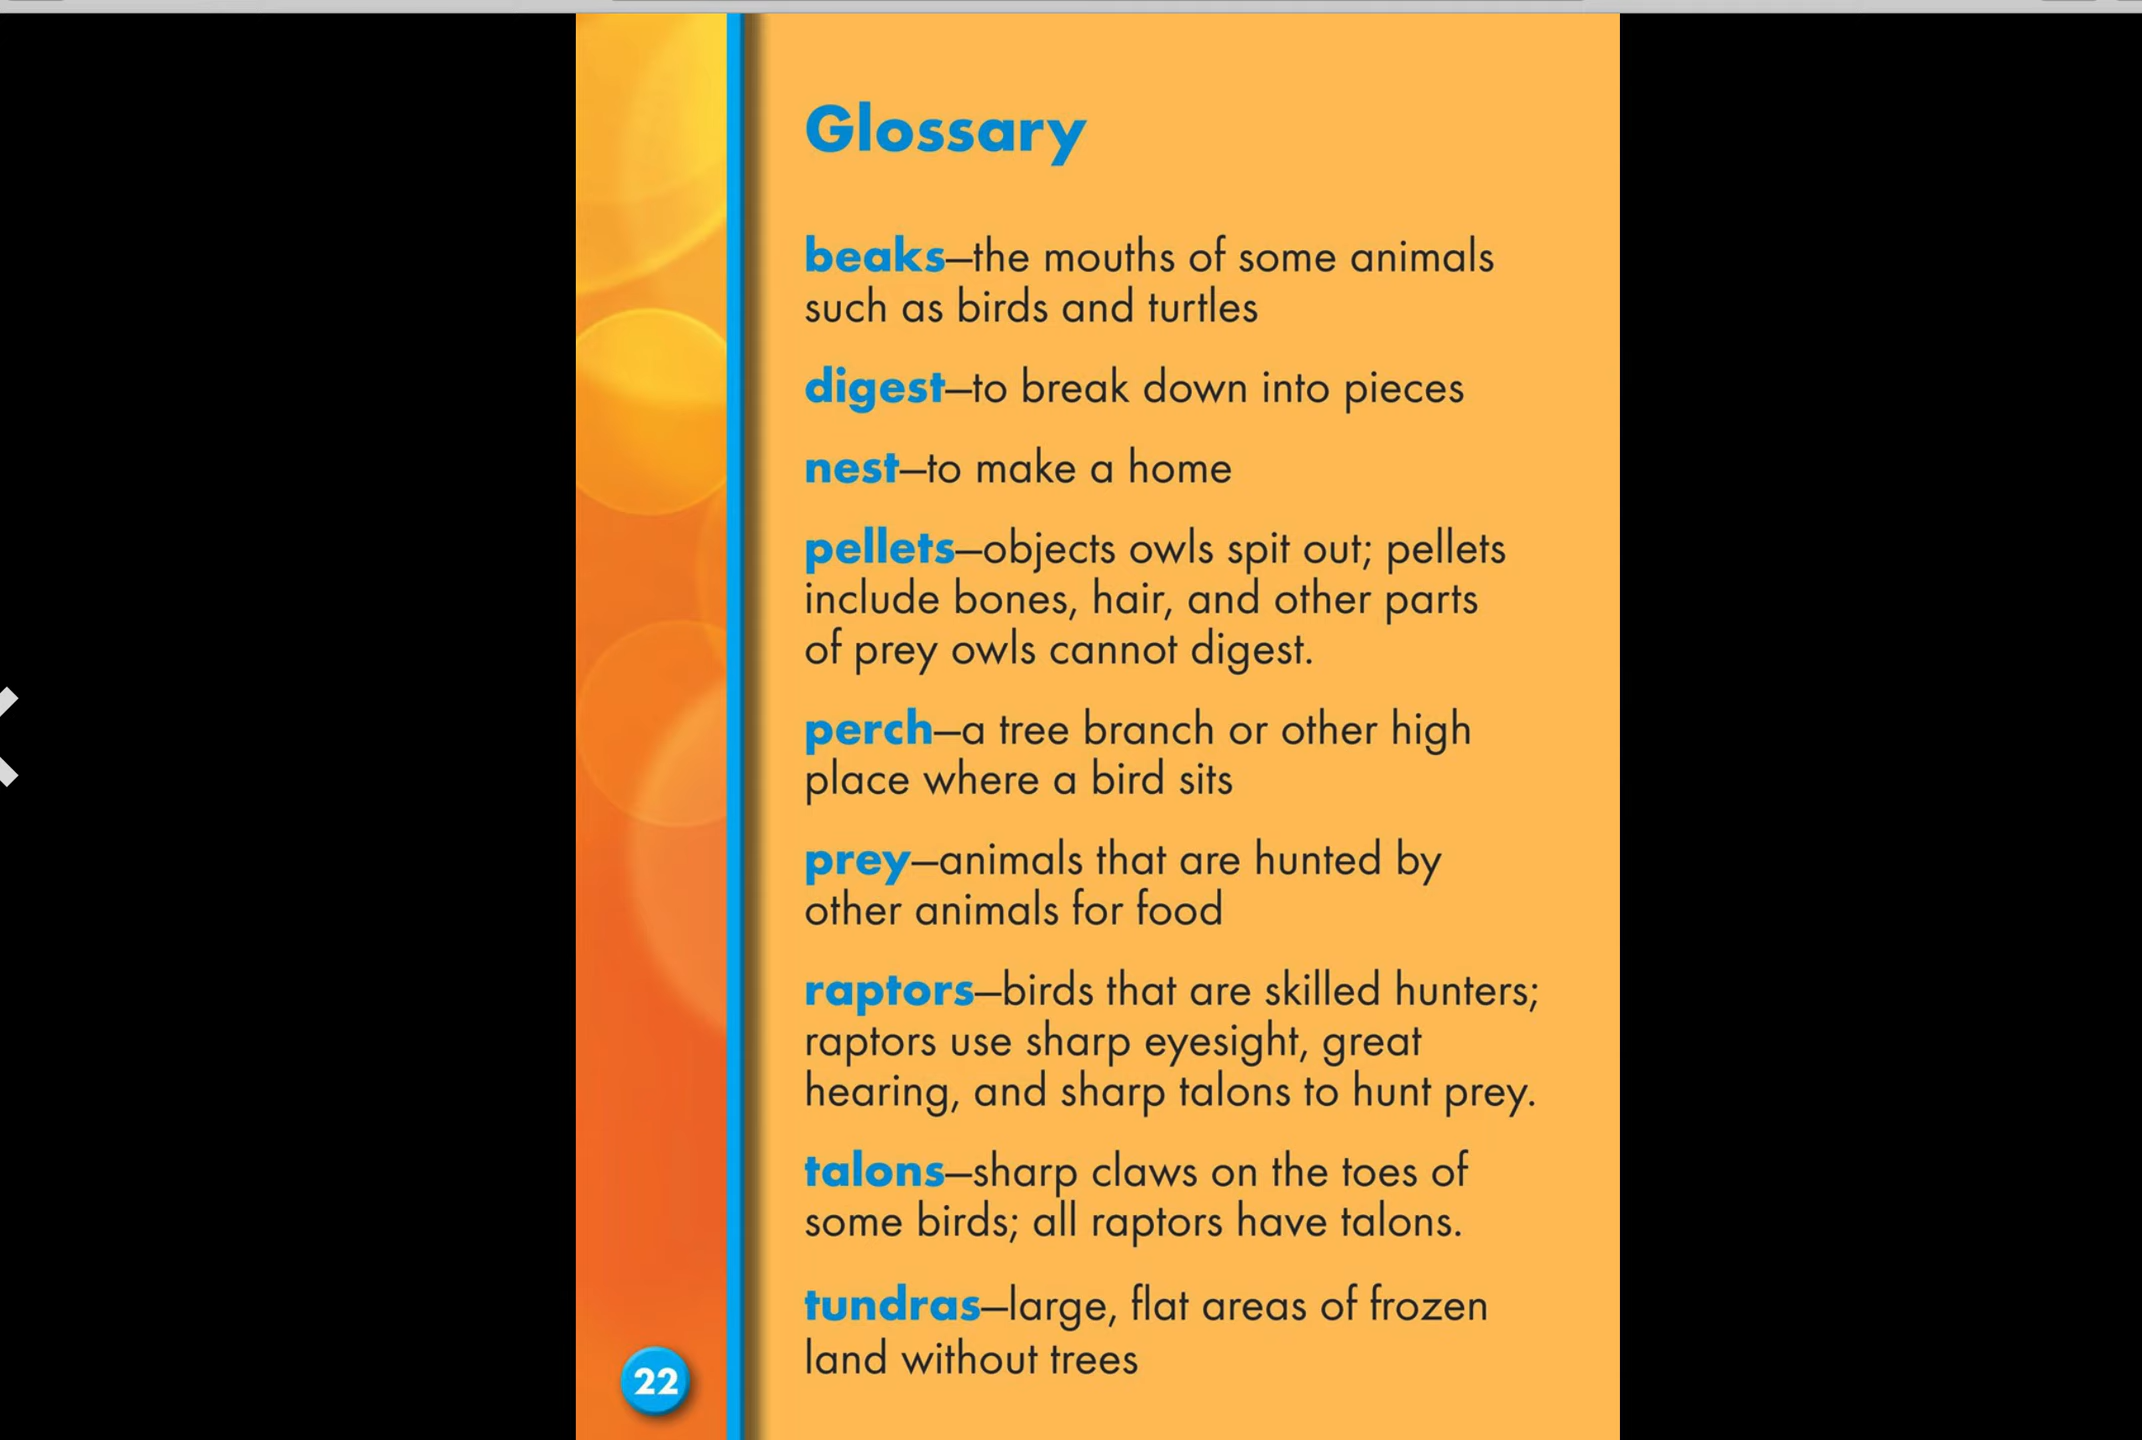 Glossary
beaks—the mouths of some animals
such as birds and turtles
digest—to break down into pieces
nest—to make a home
pellets—objects owls spit out; pellets
include bones, hair, and other parts
of prey owls cannot digest.
perch—a tree branch or other high
place where a bird sits
prey—animals that are hunted by
other animals for food
raptors—birds that are skilled hunters;
raptors use sharp eyesight, great
hearing, and sharp talons to hunt prey.
talons—sharp claws on the toes of
some birds; all raptors have talons.
tundras—large, flat areas of frozen
land without trees
22